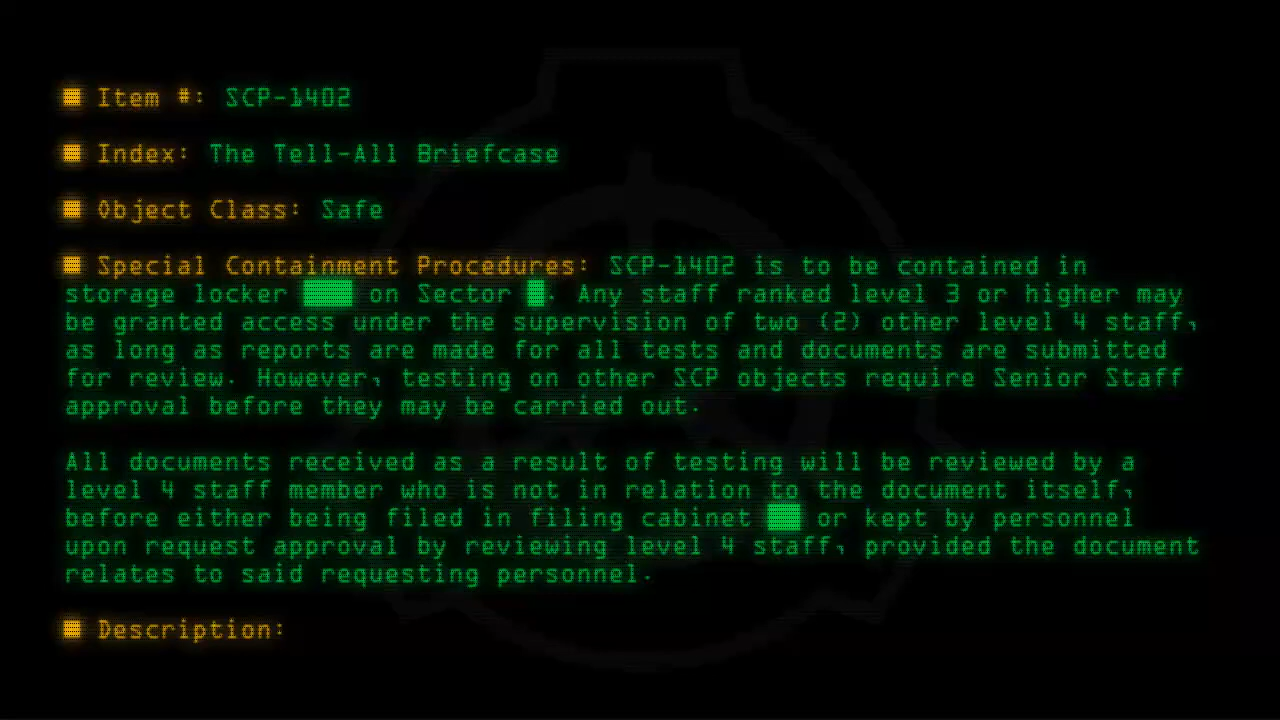 ■ Item #: SCP-1402
■ Index: The Tell-All Briefcase
■ Object Class: Safe
■ Special Containment Procedures: SCP-1402 is to be contained in
storage locker ███ on Sector █. Any staff ranked level 3 or higher may
be granted access under the supervision of two (2) other level 4 staff,
as long as reports are made for all tests and documents are submitted
for review. However, testing on other SCP objects require Senior Staff
approval before they may be carried out.
All documents received as a result of testing will be reviewed by a
level 4 staff member who is not in relation to the document itself,
before either being filed in filing cabinet ██ or kept by personnel
upon request approval by reviewing level 4 staff, provided the document
relates to said requesting personnel.
■ Description: